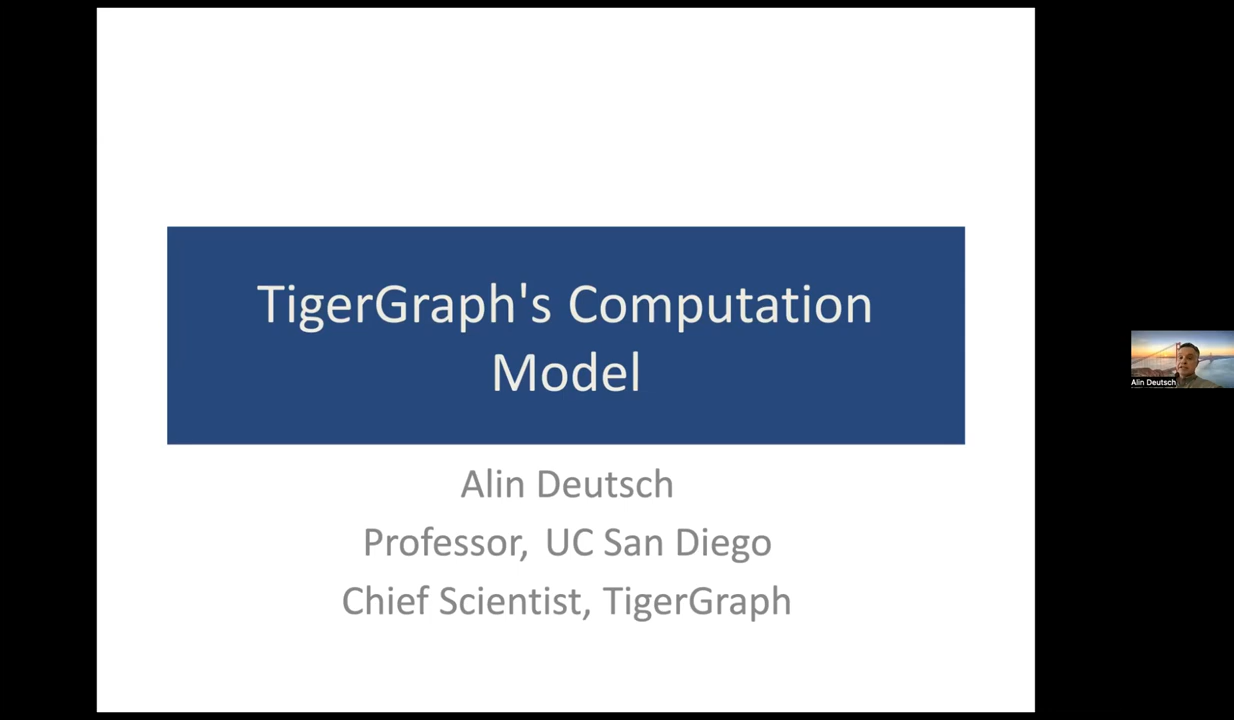 TigerGraph's Computation
Model
Alin Deutsch
Professor, UC San Diego
Chief Scientist, TigerGraph
Alin Deutsch